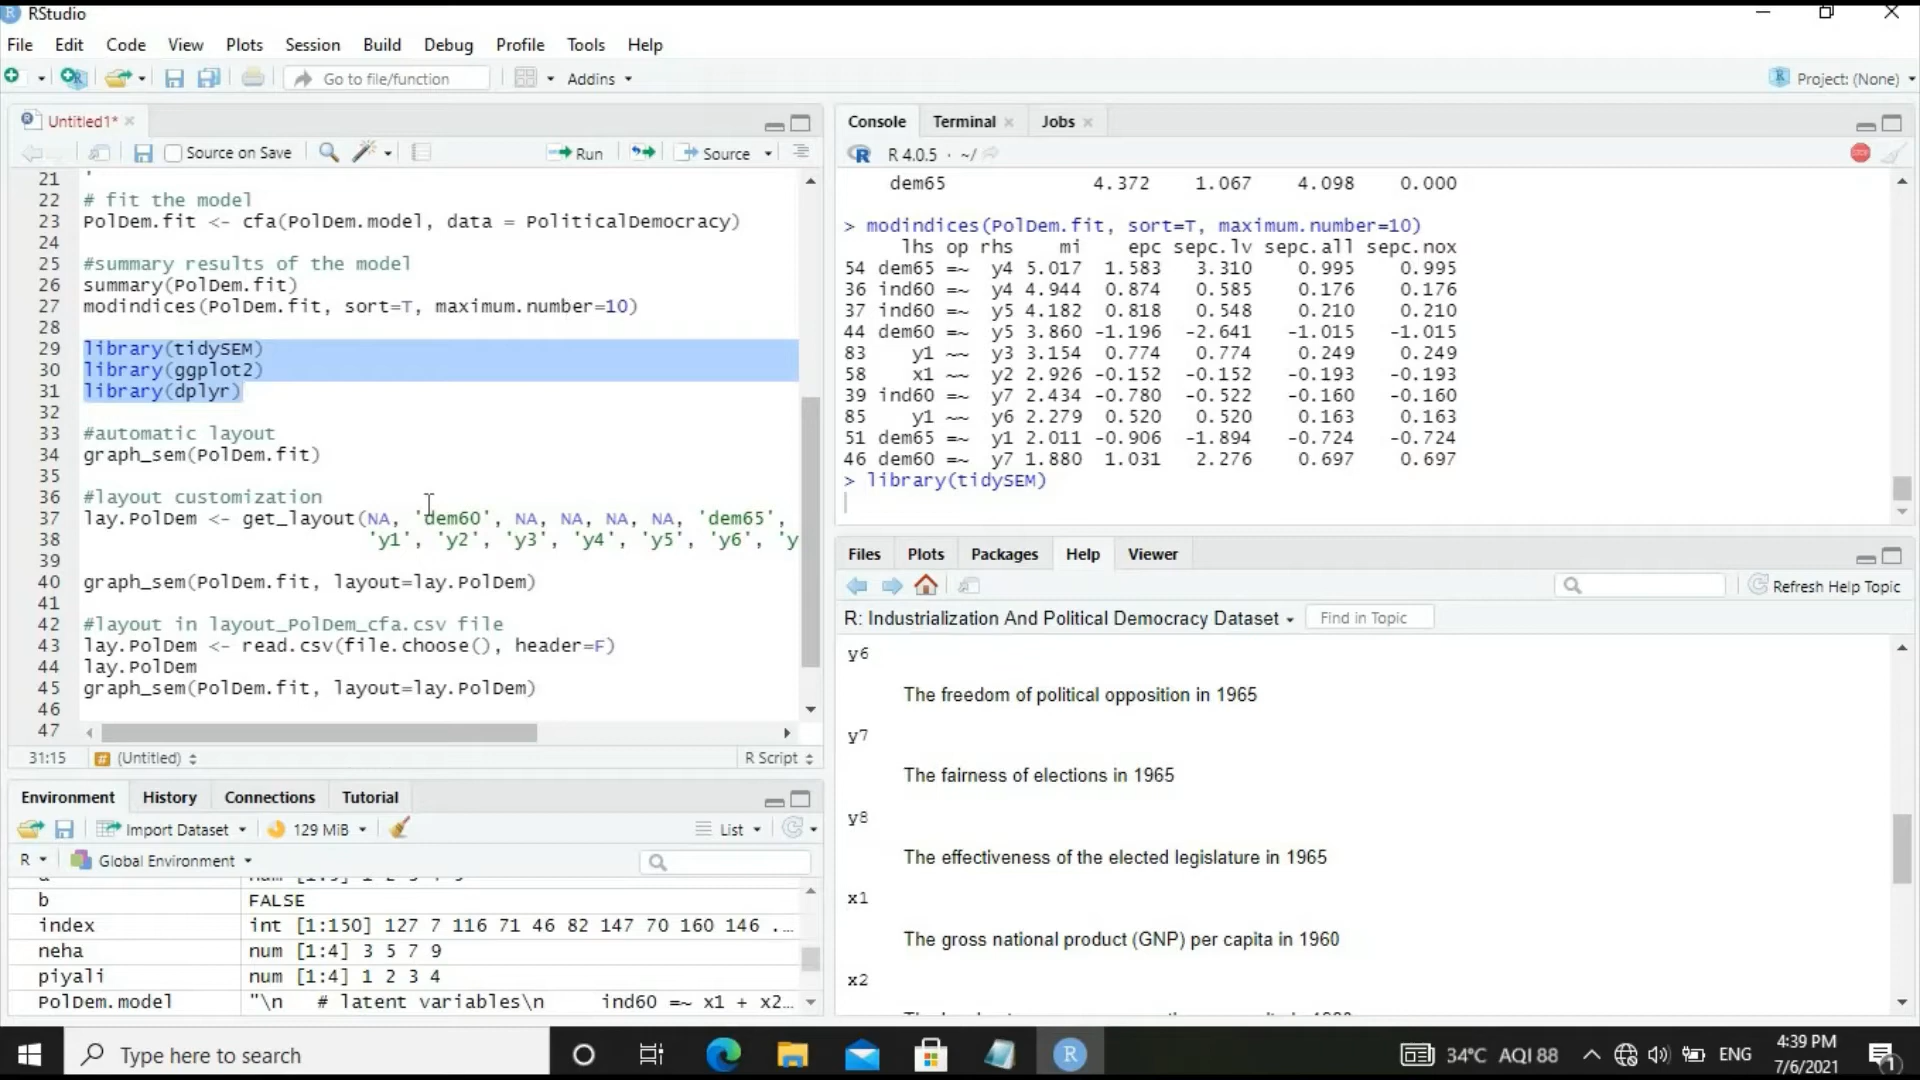 RStudio
File Edit Code View Plots Session Build Debug Profile Tools Help
Go to file/function Addins Project: (None)
Untitled1*
Source on Save Run Source
21 '
22 # fit the model
23 PolDem.fit <- cfa(PolDem.model, data = PoliticalDemocracy)
24
25 #summary results of the model
26 summary(PolDem.fit)
27 modindices(PolDem.fit, sort=T, maximum.number=10)
28
29 library(tidySEM)
30 library(ggplot2)
31 library(dplyr)
32
33 #automatic layout
34 graph_sem(PolDem.fit)
35
36 #layout customization
37 lay.PolDem <- get_layout(NA, 'dem60', NA, NA, NA, NA, 'dem65',
38 'y1', 'y2', 'y3', 'y4', 'y5', 'y6', 'y
39
40 graph_sem(PolDem.fit, layout=lay.PolDem)
41
42 #layout in layout_PolDem_cfa.csv file
43 lay.PolDem <- read.csv(file.choose(), header=F)
44 lay.PolDem
45 graph_sem(PolDem.fit, layout=lay.PolDem)
46
47
31:15 # (Untitled) R Script
Environment History Connections Tutorial
Import Dataset 129 MiB List
R Global Environment
b FALSE
index int [1:150] 127 7 116 71 46 82 147 70 160 146 ...
neha num [1:4] 3 5 7 9
piyali num [1:4] 1 2 3 4
PolDem.model "\n # latent variables\n ind60 =~ x1 + x2...
Console Terminal Jobs
R 4.0.5 · ~/
dem65 4.372 1.067 4.098 0.000
> modindices(PolDem.fit, sort=T, maximum.number=10)
lhs op rhs mi epc sepc.lv sepc.all sepc.nox
54 dem65 =~ y4 5.017 1.583 3.310 0.995 0.995
36 ind60 =~ y4 4.944 0.874 0.585 0.176 0.176
37 ind60 =~ y5 4.182 0.818 0.548 0.210 0.210
44 dem60 =~ y5 3.860 -1.196 -2.641 -1.015 -1.015
83 y1 ~~ y3 3.154 0.774 0.774 0.249 0.249
58 x1 ~~ y2 2.926 -0.152 -0.152 -0.193 -0.193
39 ind60 =~ y7 2.434 -0.780 -0.522 -0.160 -0.160
85 y1 ~~ y6 2.279 0.520 0.520 0.163 0.163
51 dem65 =~ y1 2.011 -0.906 -1.894 -0.724 -0.724
46 dem60 =~ y7 1.880 1.031 2.276 0.697 0.697
> library(tidySEM)
Files Plots Packages Help Viewer
Refresh Help Topic
R: Industrialization And Political Democracy Dataset Find in Topic
y6
The freedom of political opposition in 1965
y7
The fairness of elections in 1965
y8
The effectiveness of the elected legislature in 1965
x1
The gross national product (GNP) per capita in 1960
x2
Type here to search
34°C AQI 88 ENG 4:39 PM
7/6/2021
1